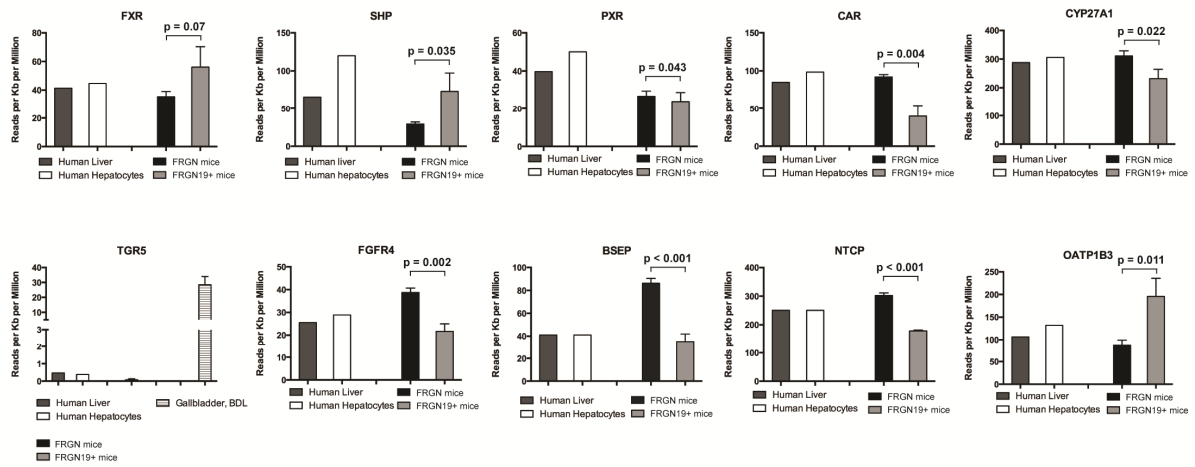 FXR
p = 0.07
Reads per Kb per Million
80
60
40
20
0
Human Liver
Human Hepatocytes
FRGN mice
FRGN19+ mice
SHP
p = 0.035
Reads per Kb per Million
150
100
50
0
Human liver
Human hepatocytes
FRGN mice
FRGN19+ mice
PXR
p = 0.043
Reads per Kb per Million
60
40
20
0
Human Liver
Human Hepatocytes
FRGN mice
FRGN19+ mice
CAR
p = 0.004
Reads per Kb per Million
150
100
50
0
Human Liver
Human Hepatocytes
FRGN mice
FRGN19+ mice
CYP27A1
p = 0.022
Reads per Kb per Million
400
300
200
100
0
Human Liver
Human Hepatocytes
FRGN mice
FRGN19+ mice
TGR5
Reads per Kb per Million
40
30
20
10
3
2
1
0
Human Liver
Human Hepatocytes
Gallbladder, BDL
FRGN mice
FRGN19+ mice
FGFR4
p = 0.002
Reads per Kb per Million
50
40
30
20
10
0
Human Liver
Human Hepatocytes
FRGN mice
FRGN19+ mice
BSEP
p < 0.001
Reads per Kb per Million
100
80
60
40
20
0
Human Liver
Human Hepatocytes
FRGN mice
FRGN19+ mice
NTCP
p <0.001
Reads per Kb per Million
400
300
200
100
0
Human Liver
Human Hepatocytes
FRGN mice
FRGN19+ mice
OATP1B3
p = 0.011
Reads per Kb per Million
250
200
150
100
50
0
Human Liver
Human Hepatocytes
FRGN mice
FRGN19+ mice